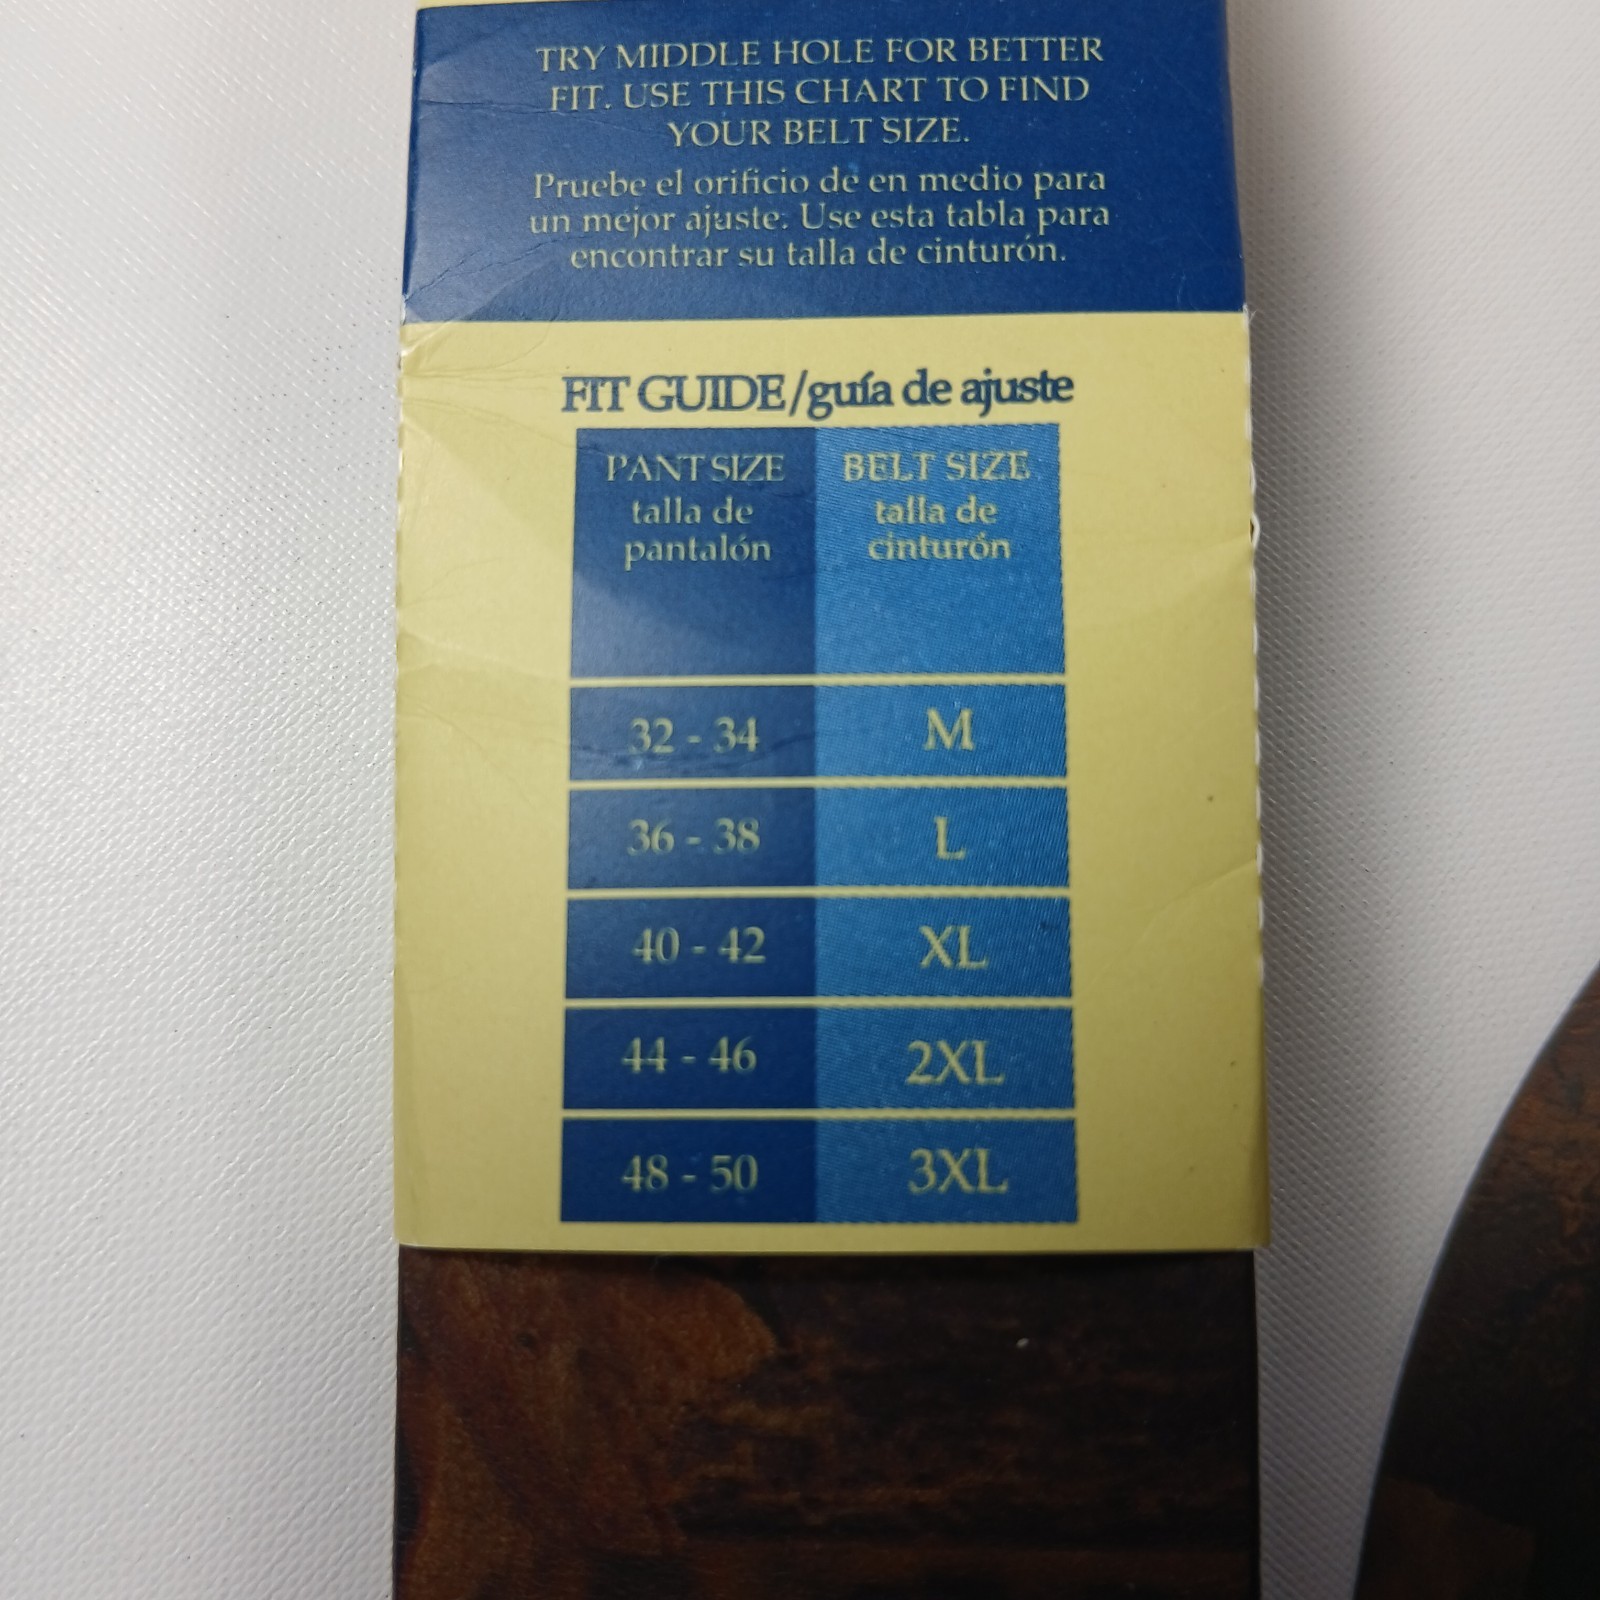 TRY MIDDLE HOLE FOR BETTER
FIT. USE THIS CHART TO FIND
YOUR BELT SIZE.
Pruebe el orificio de en medio para
un mejor ajuste. Use esta tabla para
encontrar su talla de cinturón.
FIT GUIDE/guía de ajuste
PANT SIZE BELT SIZE
talla de talla de
pantalón cinturón
32 - 34 M
36 - 38 L
40 - 42 XL
44 - 46 2XL
48 - 50 3XL